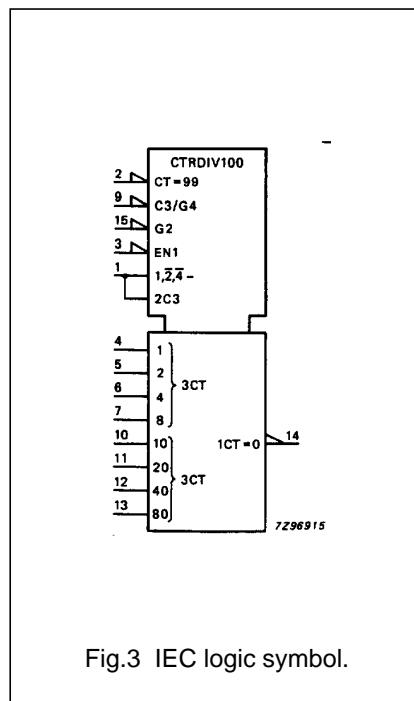 CTRDIV100
2 CT=99
9 C3/G4
15 G2
3 EN1
1 1,2̅,4̅−
2C3
4 1
5 2
3CT
6 4
7 8
10 10
1CT=0 14
11 20
3CT
12 40
13 80
7Z96915
Fig.3 IEC logic symbol.